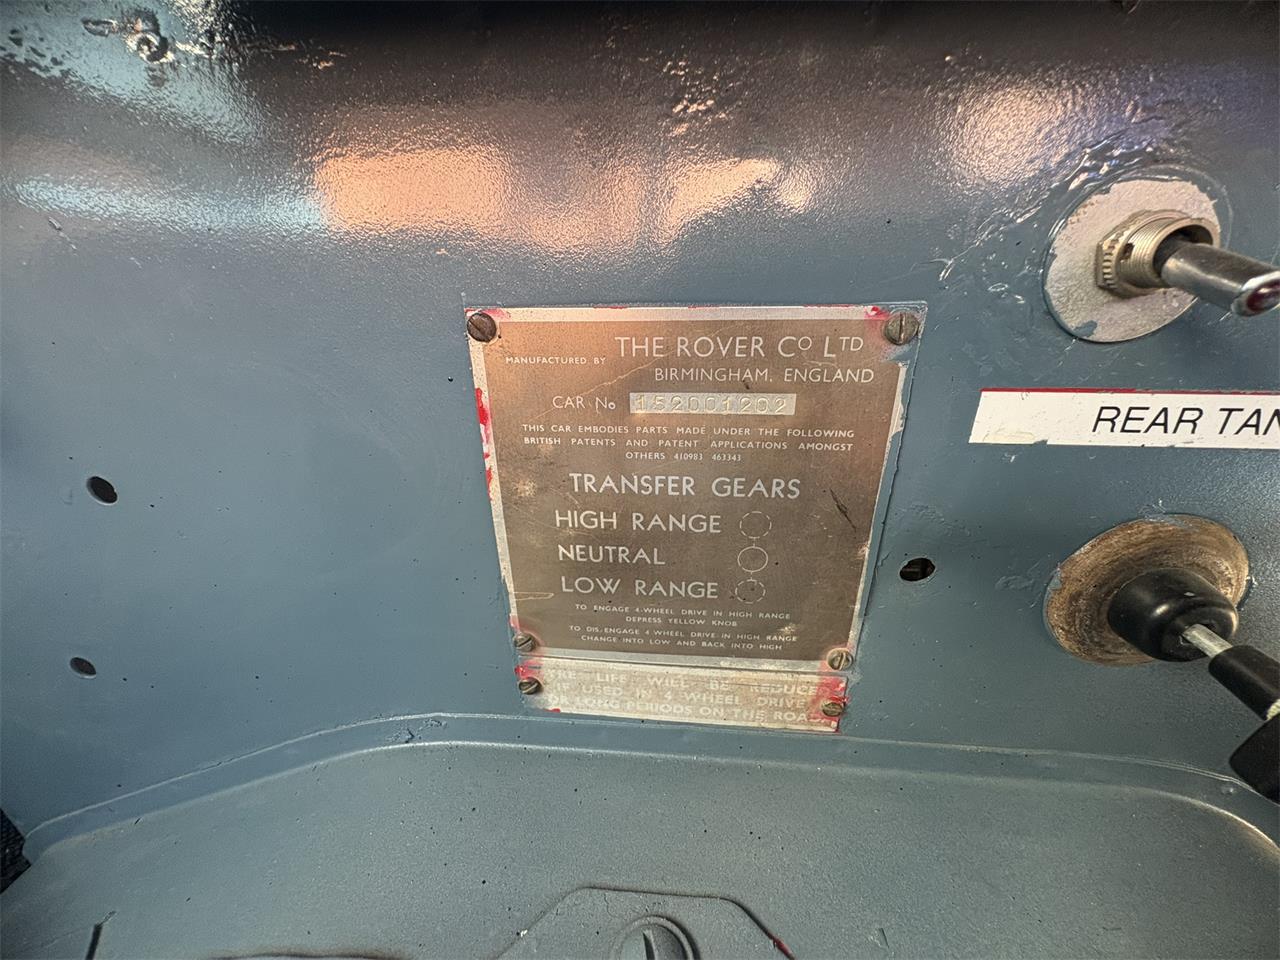 MANUFACTURED BY THE ROVER CO LTD
BIRMINGHAM, ENGLAND
CAR No 152001202
THIS CAR EMBODIES PARTS MADE UNDER THE FOLLOWING
BRITISH PATENTS AND PATENT APPLICATIONS AMONGST
OTHERS 410983 463343
TRANSFER GEARS
HIGH RANGE
NEUTRAL
LOW RANGE
TO ENGAGE 4-WHEEL DRIVE IN HIGH RANGE
DEPRESS YELLOW KNOB
TO DIS, ENGAGE 4 WHEEL DRIVE IN HIGH RANGE
CHANGE INTO LOW AND BACK INTO HIGH
LIFE WILL BE REDUCE
IF USED IN 4-WHEEL DRIVE
LONG PERIODS ON THE ROAD
REAR TAN